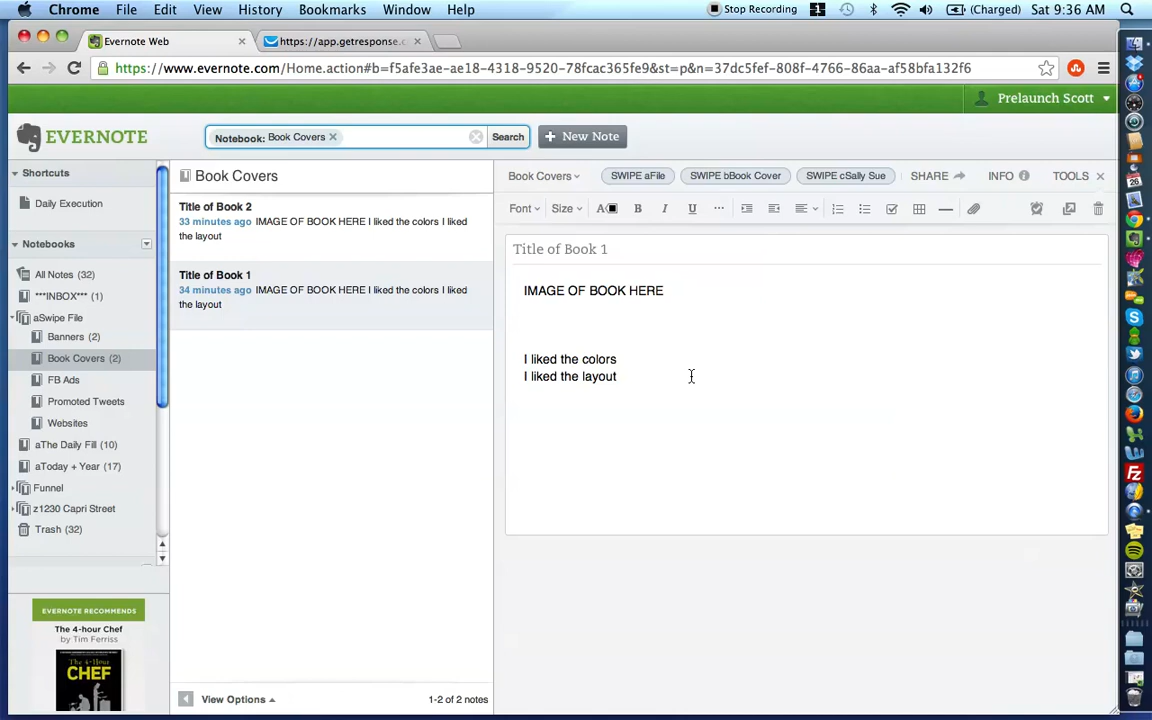 Chrome File Edit View History Bookmarks Window Help
Stop Recording 1 (Charged) Sat 9:36 AM
Evernote Web https://app.getresponse.c
https://www.evernote.com/Home.action#b=f5afe3ae-ae18-4318-9520-78fcac365fe9&st=p&n=37dc5fef-808f-4766-86aa-af58bfa132f6
Prelaunch Scott
EVERNOTE
Notebook: Book Covers Search + New Note
Shortcuts
Daily Execution
Notebooks
All Notes (32)
***INBOX*** (1)
aSwipe File
Banners (2)
Book Covers (2)
FB Ads
Promoted Tweets
Websites
aThe Daily Fill (10)
aToday + Year (17)
Funnel
z1230 Capri Street
Trash (32)
EVERNOTE RECOMMENDS
The 4-hour Chef
by Tim Ferriss
THE 4-HOUR
CHEF
Book Covers
Title of Book 2
33 minutes ago IMAGE OF BOOK HERE I liked the colors I liked
the layout
Title of Book 1
34 minutes ago IMAGE OF BOOK HERE I liked the colors I liked
the layout
View Options 1-2 of 2 notes
Book Covers SWIPE aFile SWIPE bBook Cover SWIPE cSally Sue SHARE INFO TOOLS
Font Size A B I U
Title of Book 1
IMAGE OF BOOK HERE
I liked the colors
I liked the layout